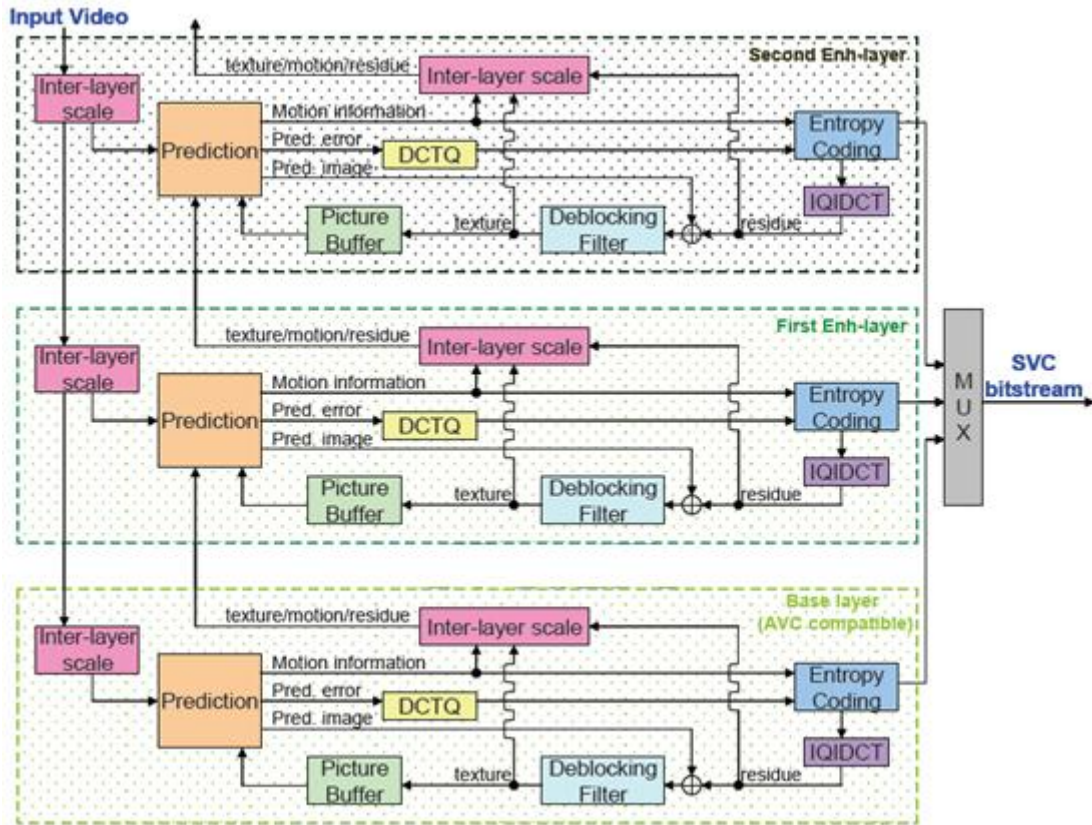 Input Video
Second Enh-layer
texture/motion/residue
Inter-layer scale
Inter-layer
scale
Motion information
Prediction
Pred. error
DCTQ
Entropy
Coding
Pred. image
IQIDCT
Picture
Buffer
texture
Deblocking
Filter
residue
First Enh-layer
texture/motion/residue
Inter-layer scale
Inter-layer
scale
Motion information
Prediction
Pred. error
DCTQ
Entropy
Coding
Pred. image
IQIDCT
Picture
Buffer
texture
Deblocking
Filter
residue
MUX
SVC
bitstream
Base layer
(AVC compatible)
texture/motion/residue
Inter-layer scale
Inter-layer
scale
Motion information
Prediction
Pred. error
DCTQ
Entropy
Coding
Pred. image
IQIDCT
Picture
Buffer
texture
Deblocking
Filter
residue